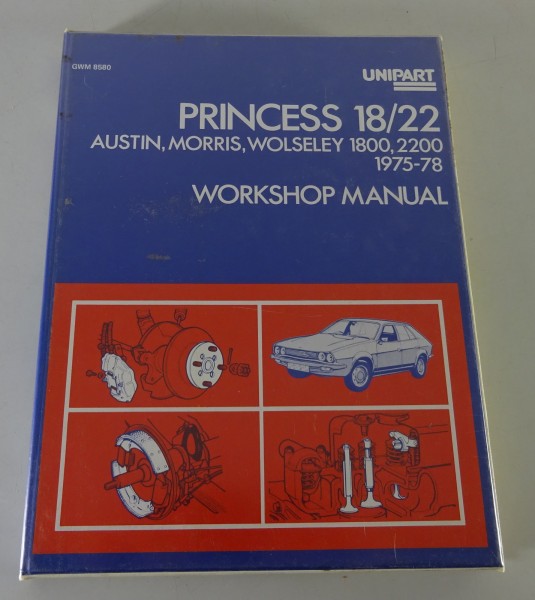 GWM 8580
UNIPART
PRINCESS 18/22
AUSTIN, MORRIS, WOLSELEY 1800, 2200
1975-78
WORKSHOP MANUAL